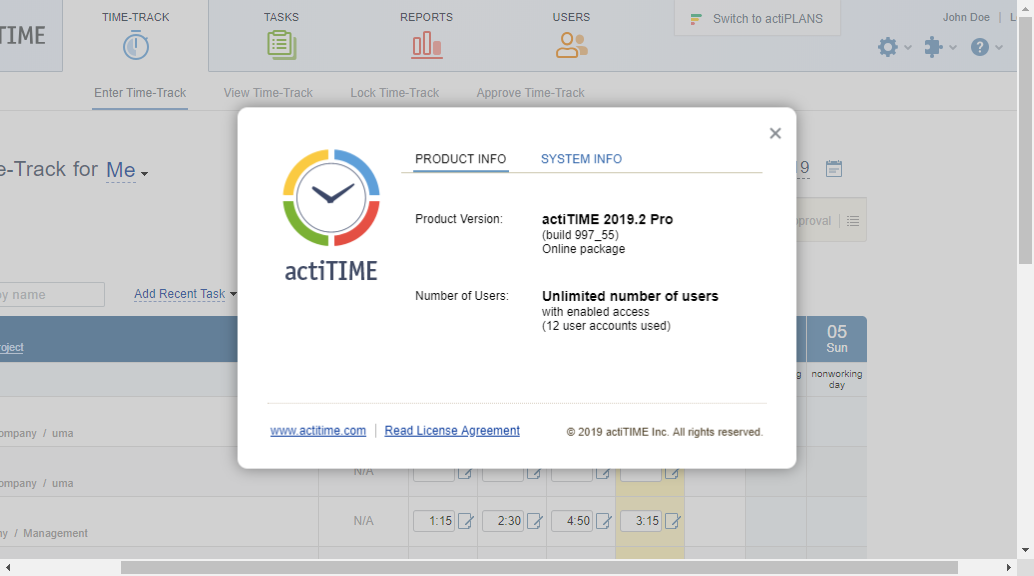 TIME
TIME-TRACK
TASKS
REPORTS
USERS
Switch to actiPLANS
John Doe
L
Enter Time-Track
View Time-Track
Lock Time-Track
Approve Time-Track
e-Track for Me
19
proval
y name
Add Recent Task
roject
05
Sun
g
nonworking
day
ompany / uma
ompany / uma
N/A
ny / Management
N/A
1:15
2:30
4:50
3:15
PRODUCT INFO
SYSTEM INFO
actiTIME
Product Version:
actiTIME 2019.2 Pro
(build 997_55)
Online package
Number of Users:
Unlimited number of users
with enabled access
(12 user accounts used)
www.actitime.com
Read License Agreement
© 2019 actiTIME Inc. All rights reserved.